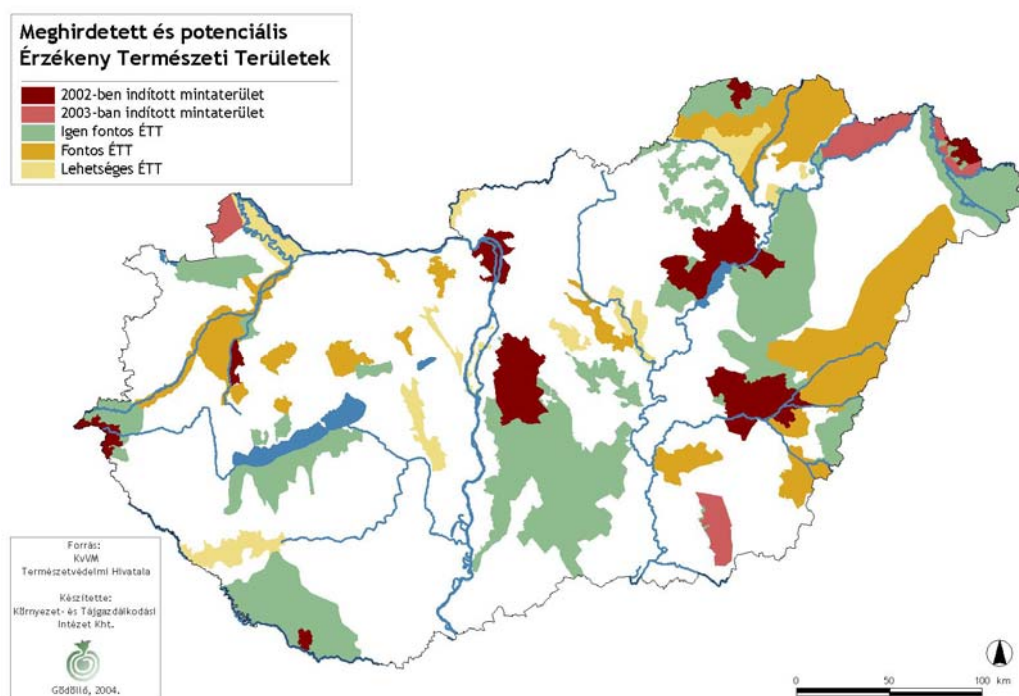 Meghirdetett és potenciális
Érzékeny Természeti Területek
2002-ben indított mintaterület
2003-ban indított mintaterület
Igen fontos ÉTT
Fontos ÉTT
Lehetséges ÉTT
Forrás:
KvVM
Természetvédelmi Hivatala
Készítette:
Környezet- és Tájgazdálkodási
Intézet Kht.
Gödöllő, 2004.
0 50 100 km